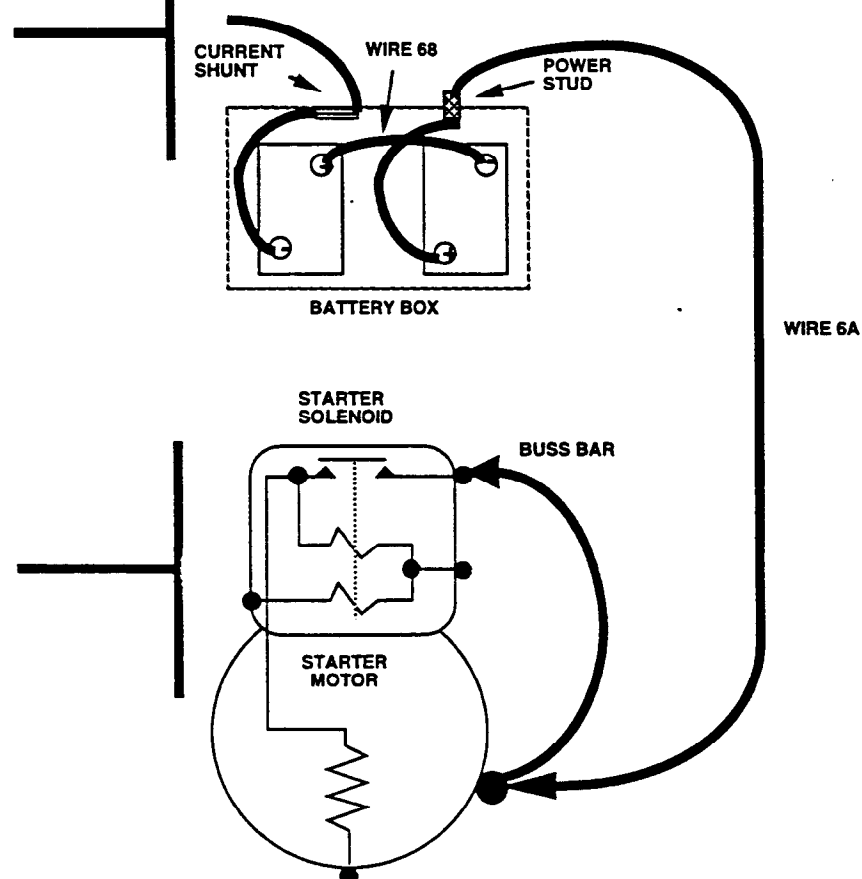 CURRENT
SHUNT
WIRE 68
POWER
STUD
BATTERY BOX
WIRE 6A
STARTER
SOLENOID
BUSS BAR
STARTER
MOTOR